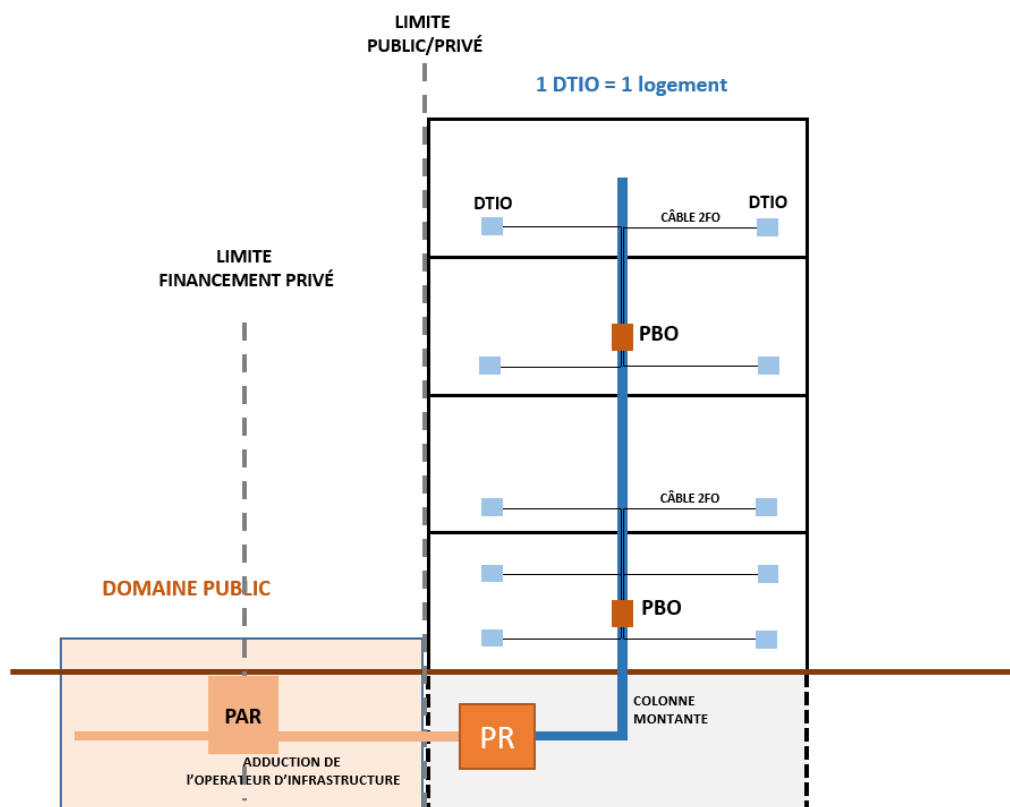 LIMITE
PUBLIC/PRIVÉ
1 DTIO = 1 logement
DTIO
DTIO
CÂBLE 2FO
LIMITE
FINANCEMENT PRIVÉ
PBO
CÂBLE 2FO
DOMAINE PUBLIC
PBO
COLONNE
MONTANTE
PAR
PR
ADDUCTION DE
l'OPERATEUR D'INFRASTRUCTURE